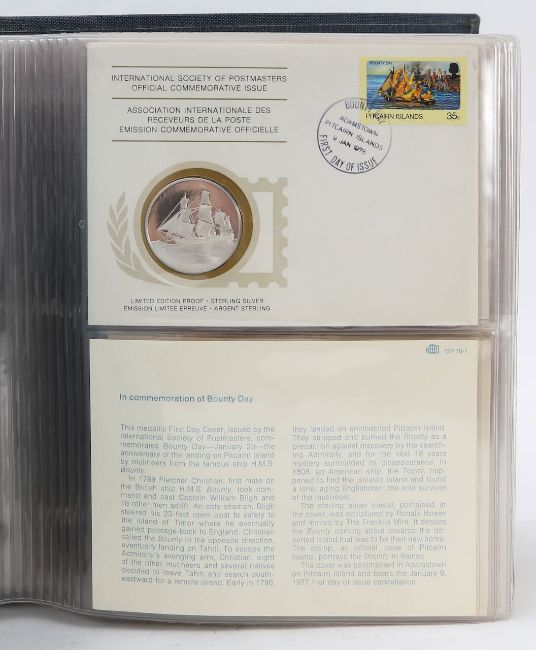 INTERNATIONAL SOCIETY OF POSTMASTERS
OFFICIAL COMMEMORATIVE ISSUE
ASSOCIATION INTERNATIONALE DES
RECEVEURS DE LA POSTE
EMISSION COMMEMORATIVE OFFICIELLE
BOUNTY DAY
PITCAIRN ISLANDS
35c
BOUNTY DAY
ADAMSTOWN
PITCAIRN ISLANDS
9 JAN 1978
FIRST DAY OF ISSUE
LIMITED EDITION PROOF • STERLING SILVER
EMISSION LIMITEE EPREUVE • ARGENT STERLING
ISP 78-1
In commemoration of Bounty Day
This medallic First Day Cover, issued by the
International Society of Postmasters, com-
memorates Bounty Day—January 23—the
anniversary of the landing on Pitcairn Island
by mutineers from the famous ship H.M.S.
Bounty.
In 1789 Fletcher Christian, first mate on
the British ship H.M.S. Bounty, took com-
mand and cast Captain William Bligh and
18 other men adrift. An able seaman, Bligh
steered his 23-foot open boat to safety to
the island of Timor where he eventually
gained passage back to England. Christian
sailed the Bounty in the opposite direction,
eventually landing on Tahiti. To escape the
Admiralty's avenging arm, Christian, eight
of the other mutineers and several natives
decided to leave Tahiti and search south-
eastward for a remote island. Early in 1790,
they landed on uninhabited Pitcairn Island.
They stripped and burned the Bounty as a
precaution against discovery by the search-
ing Admiralty, and for the next 18 years
mystery surrounded its disappearance. In
1808, an American ship, the Topaz, hap-
pened to find the isolated island and found
a lone, aging Englishman, the sole survivor
of the mutineers.
The sterling silver medal, contained in
the cover, was sculptured by Ronald Hower
and minted by The Franklin Mint. It depicts
the Bounty coming about towards the de-
serted island that was to be their new home.
The stamp, an official issue of Pitcairn
Island, portrays the Bounty in flames.
The cover was postmarked in Adamstown
on Pitcairn Island and bears the January 9,
1977 first day of issue cancellation.